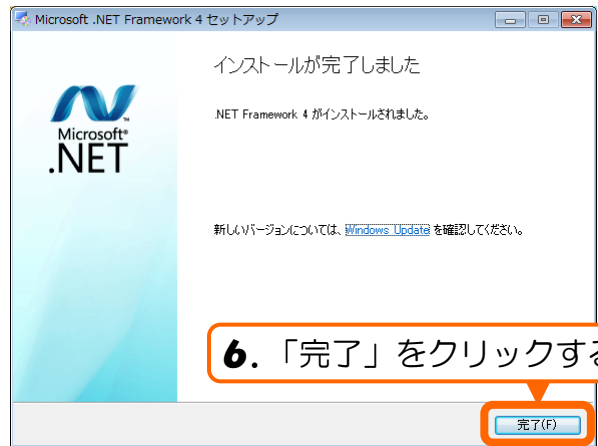 Microsoft .NET Framework 4 セットアップ
インストールが完了しました
.NET Framework 4 がインストールされました。
Microsoft®
.NET
新しいバージョンについては、Windows Update を確認してください。
6.「完了」をクリックする
完了(F)